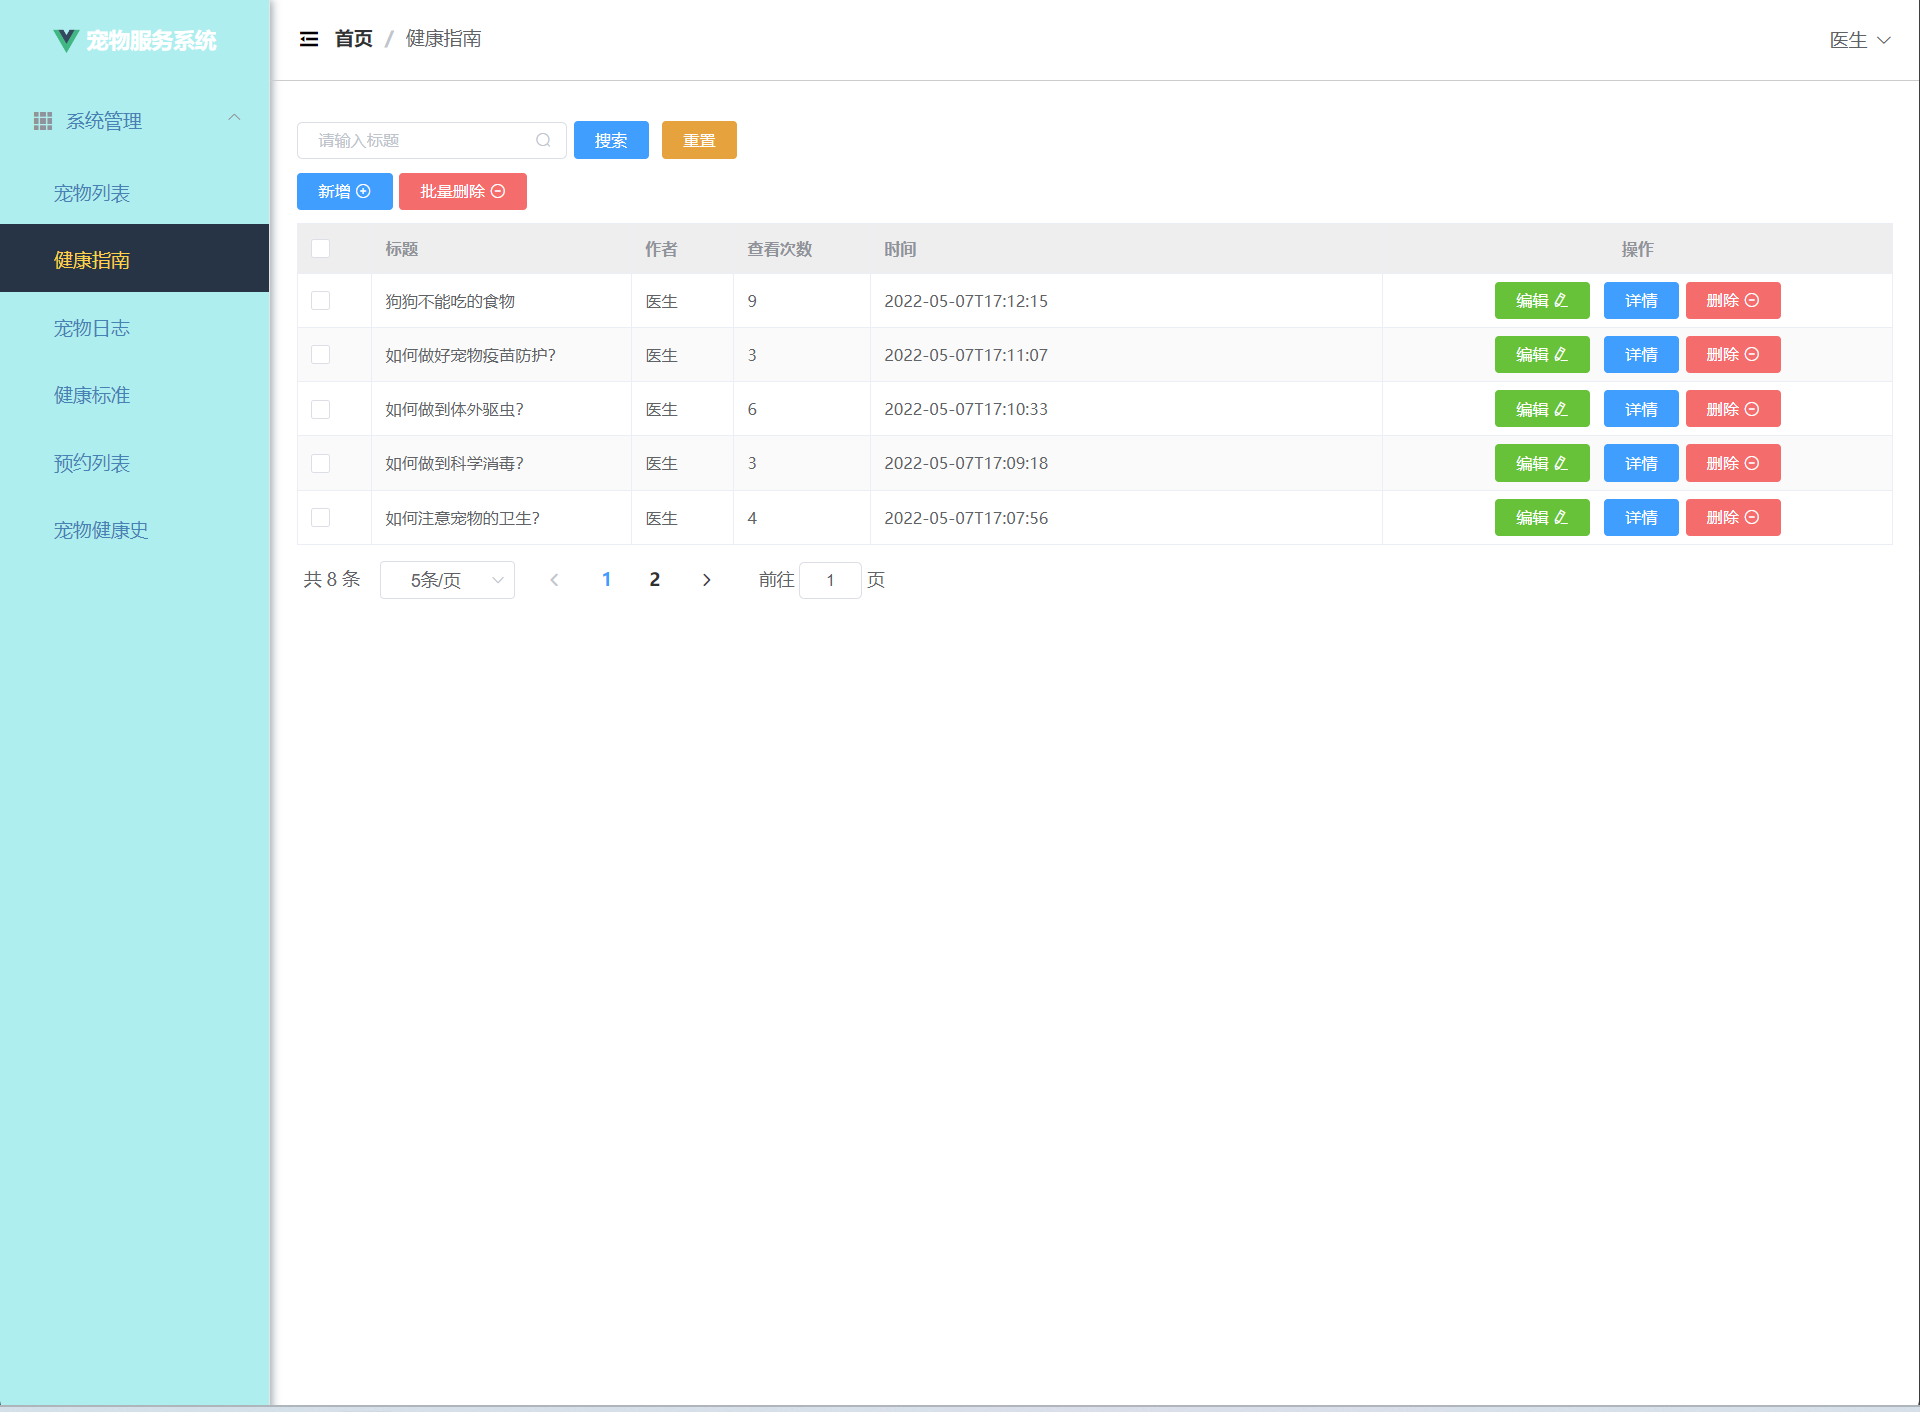 宠物服务系统
首页 / 健康指南
医生
系统管理
宠物列表
健康指南
宠物日志
健康标准
预约列表
宠物健康史
请输入标题 搜索 重置
新增 批量删除
标题 作者 查看次数 时间 操作
狗狗不能吃的食物 医生 9 2022-05-07T17:12:15 编辑 详情 删除
如何做好宠物疫苗防护? 医生 3 2022-05-07T17:11:07 编辑 详情 删除
如何做到体外驱虫? 医生 6 2022-05-07T17:10:33 编辑 详情 删除
如何做到科学消毒? 医生 3 2022-05-07T17:09:18 编辑 详情 删除
如何注意宠物的卫生? 医生 4 2022-05-07T17:07:56 编辑 详情 删除
共 8 条 5条/页 1 2 前往 1 页